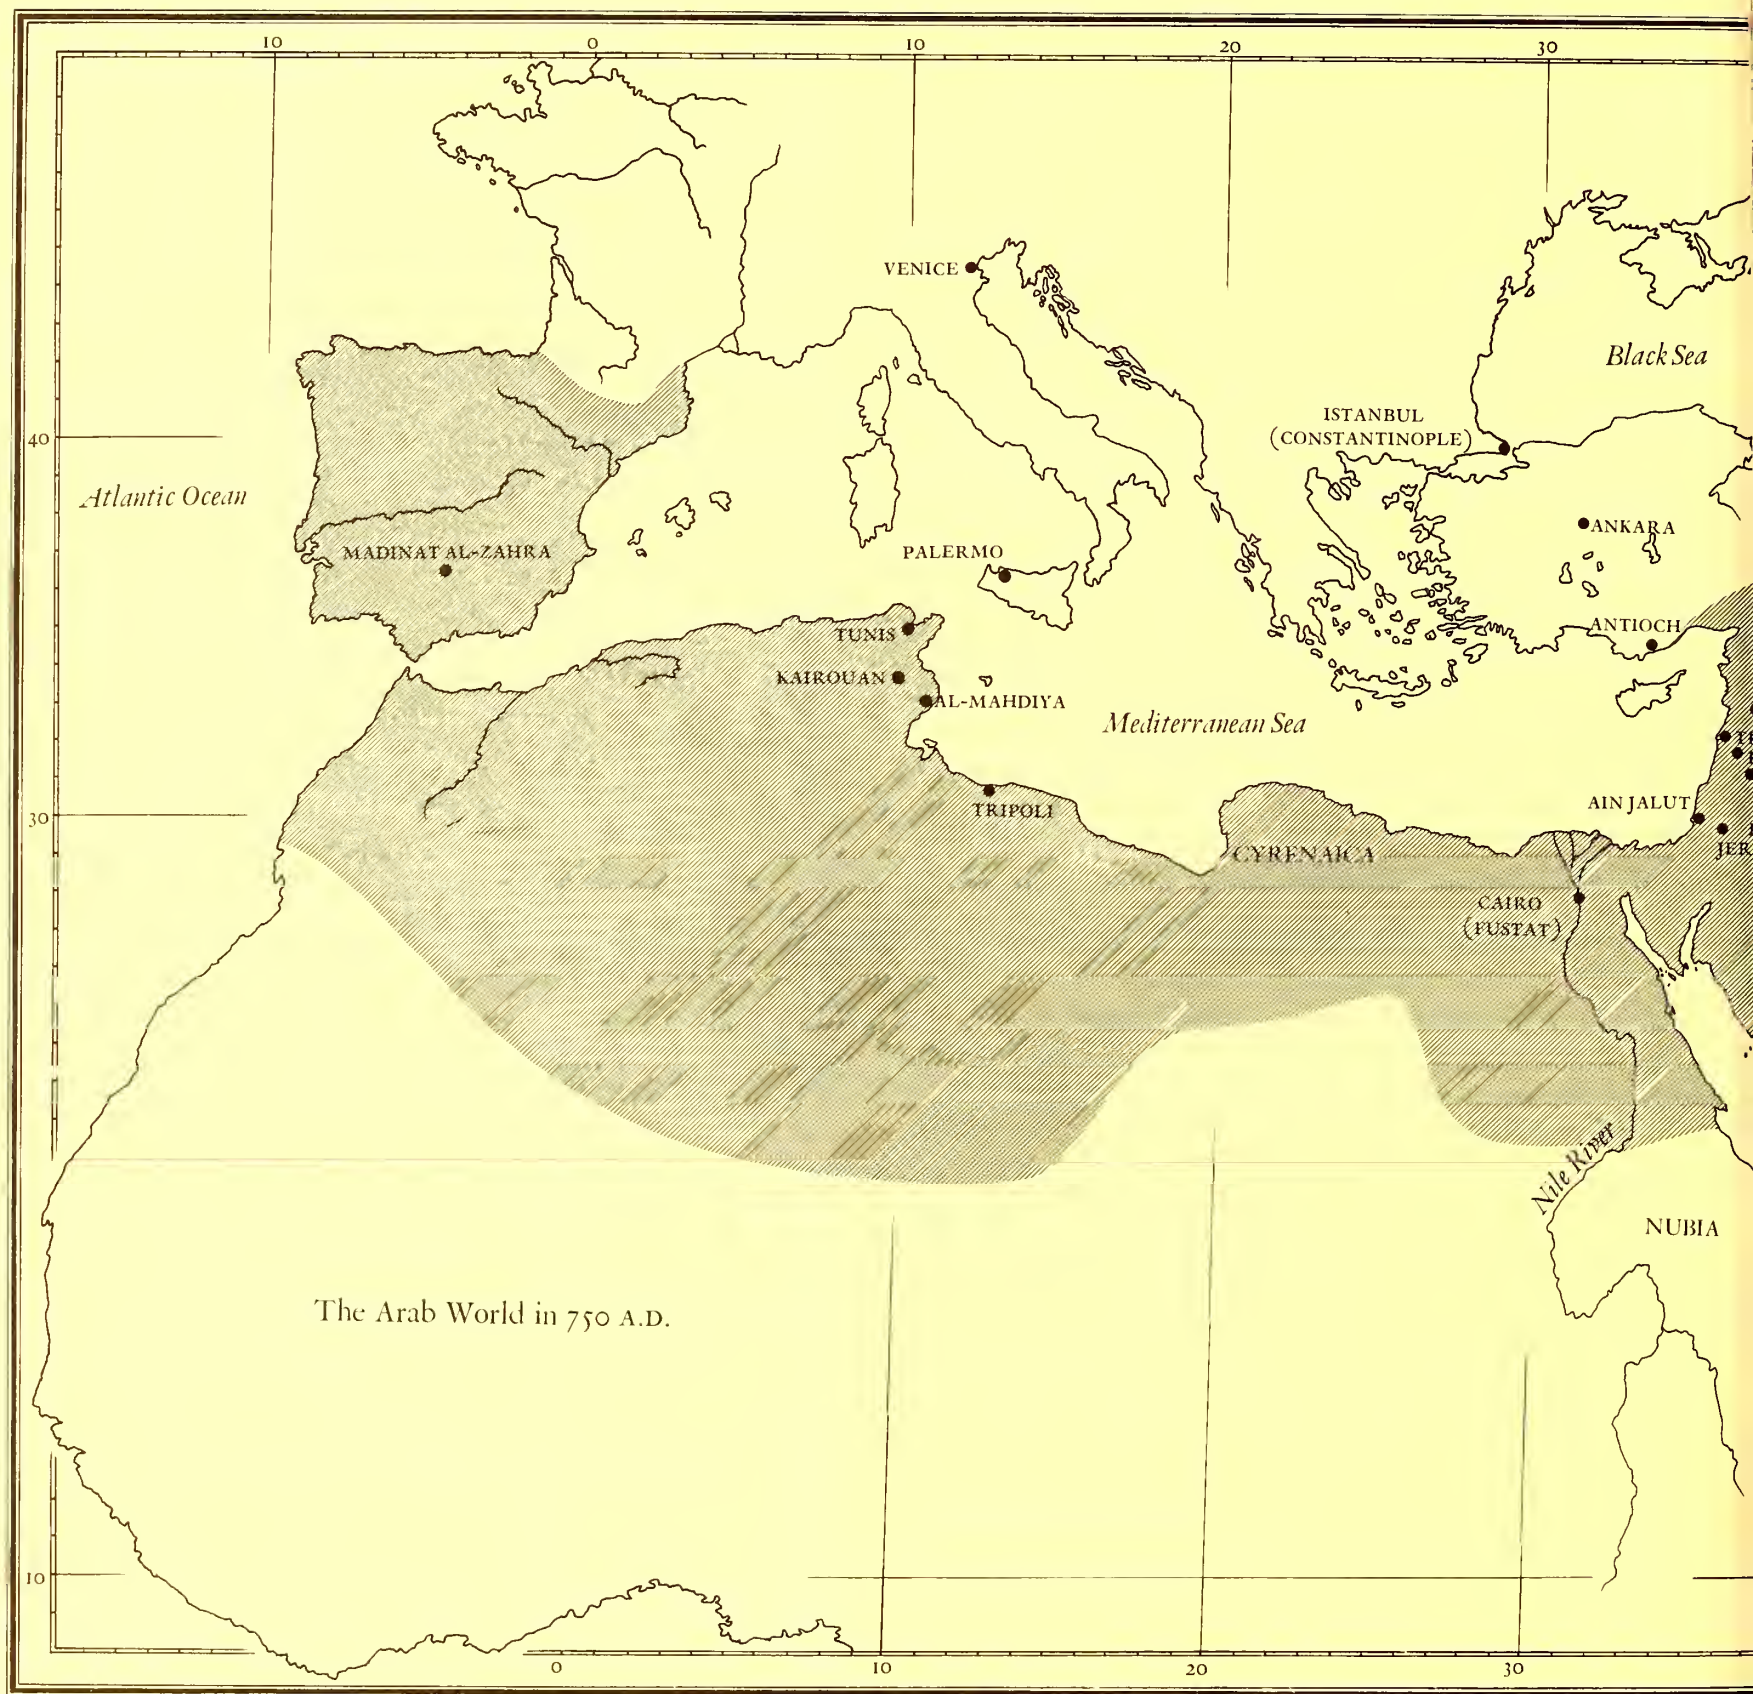 10 0 10 20 30
VENICE
Black Sea
ISTANBUL
(CONSTANTINOPLE)
40
Atlantic Ocean
ANKARA
MADINAT AL-ZAHRA
PALERMO
ANTIOCH
TUNIS
KAIROUAN
AL-MAHDIYA
Mediterranean Sea
AIN JALUT
TRIPOLI
30
JER
CYRENAICA
CAIRO
(FUSTAT)
Nile River
NUBIA
The Arab World in 750 A.D.
10
0 10 20 30